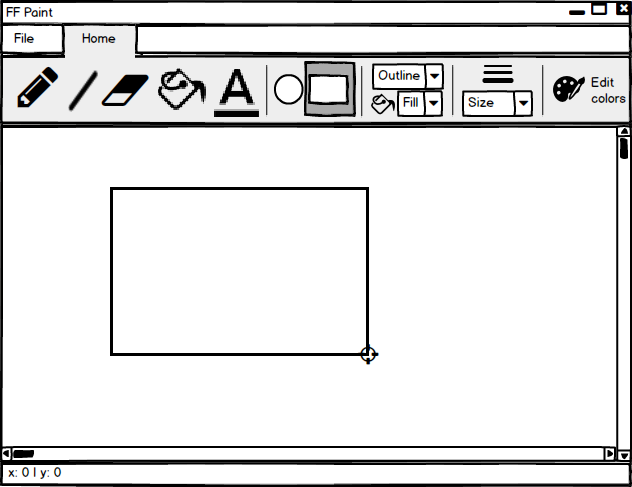 FF Paint
File
Home
A
Outline
Fill
Size
Edit
colors
x: 0 | y: 0